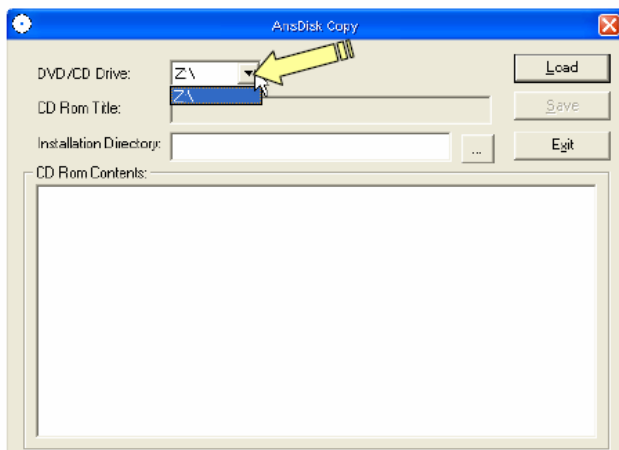 AnsDisk Copy
DVD/CD Drive:
Z:\
Load
Z:\
CD Rom Title:
Save
Installation Directory:
...
Exit
CD Rom Contents: